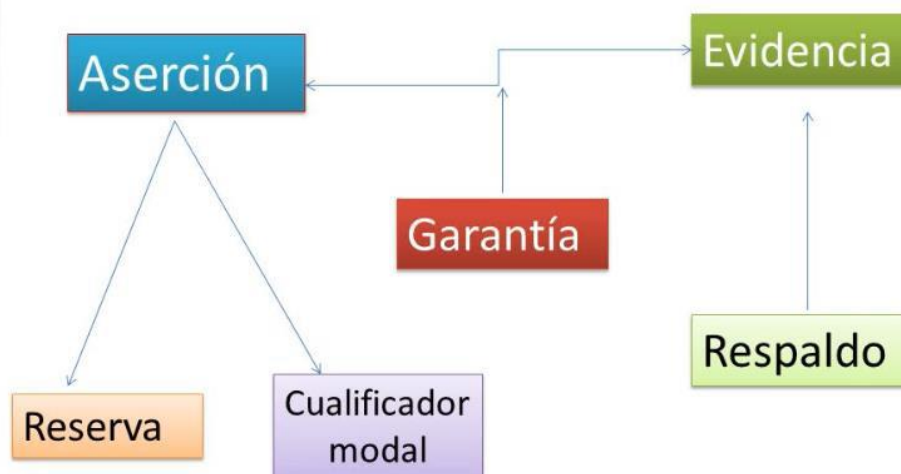 Aserción
Evidencia
Garantía
Respaldo
Reserva
Cualificador
modal